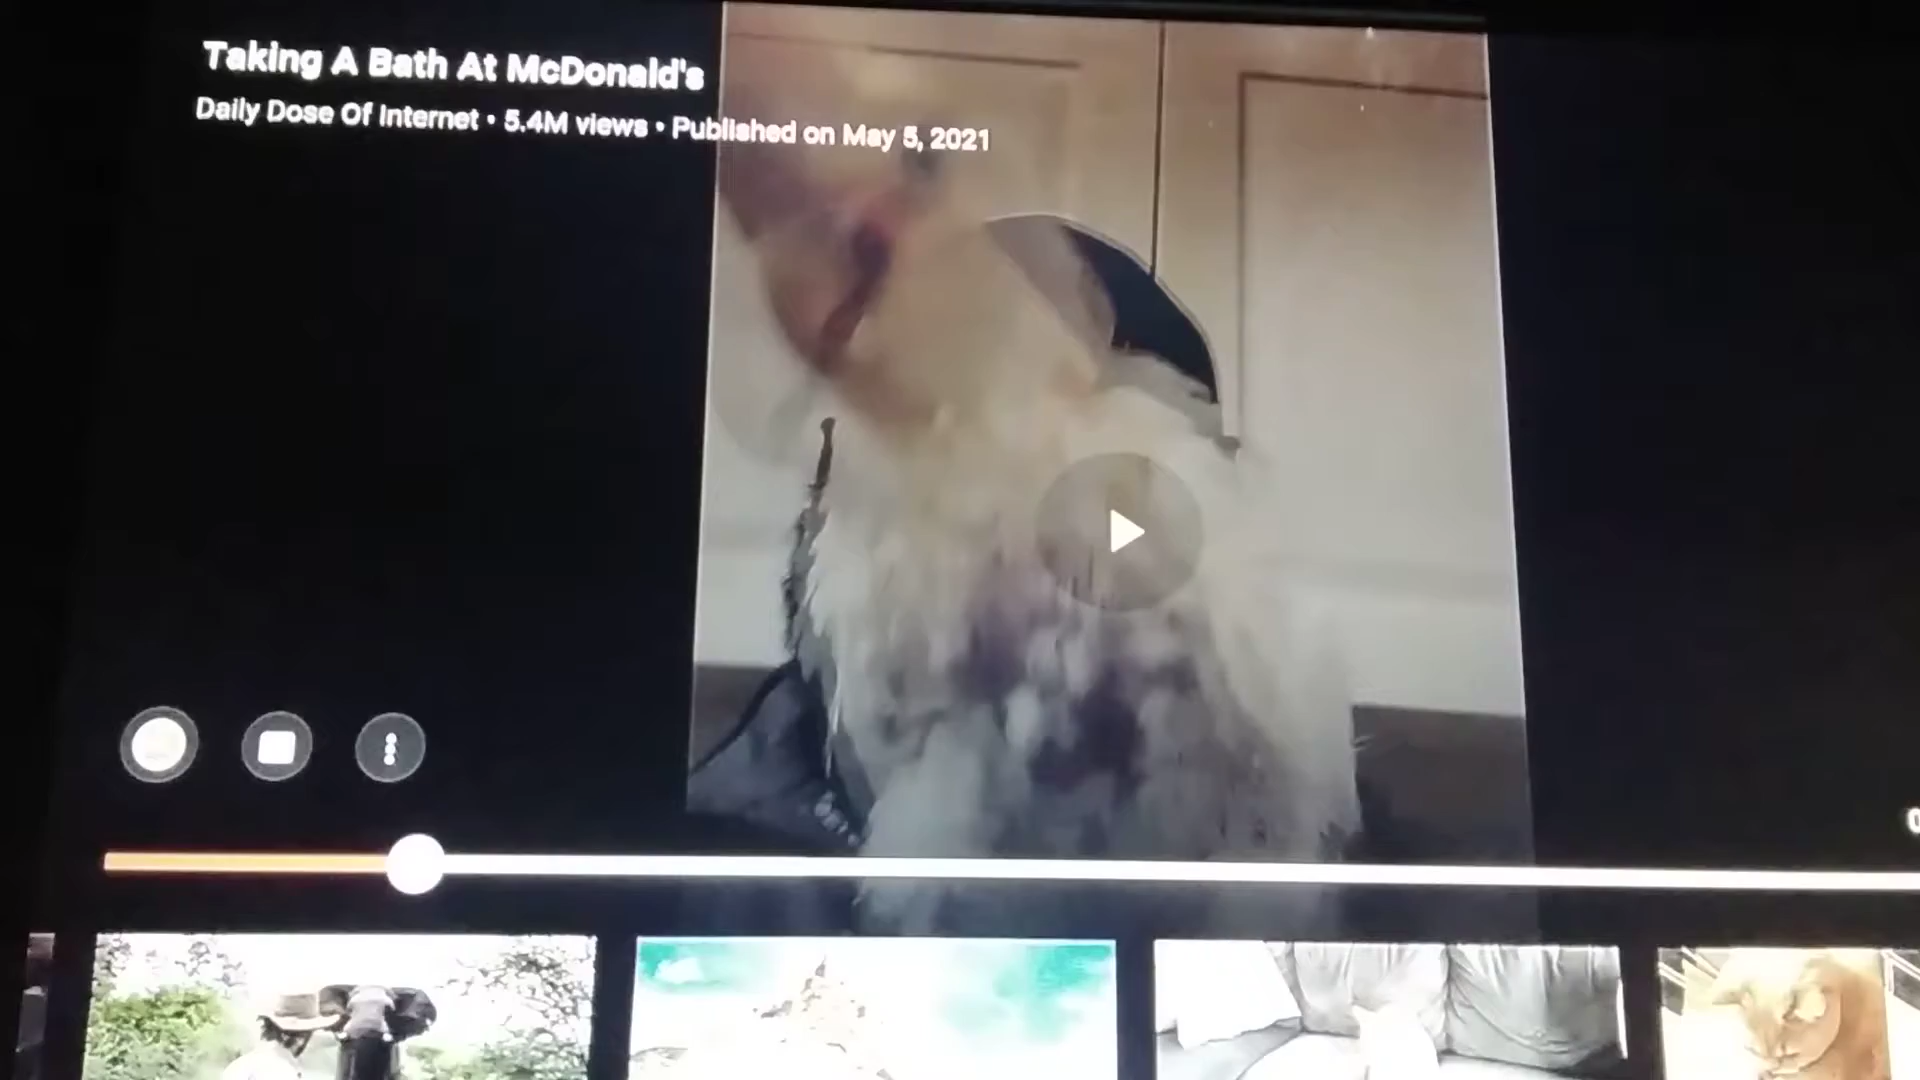 Taking A Bath At McDonald's
Daily Dose Of Internet • 5.4M views • Published on May 5, 2021